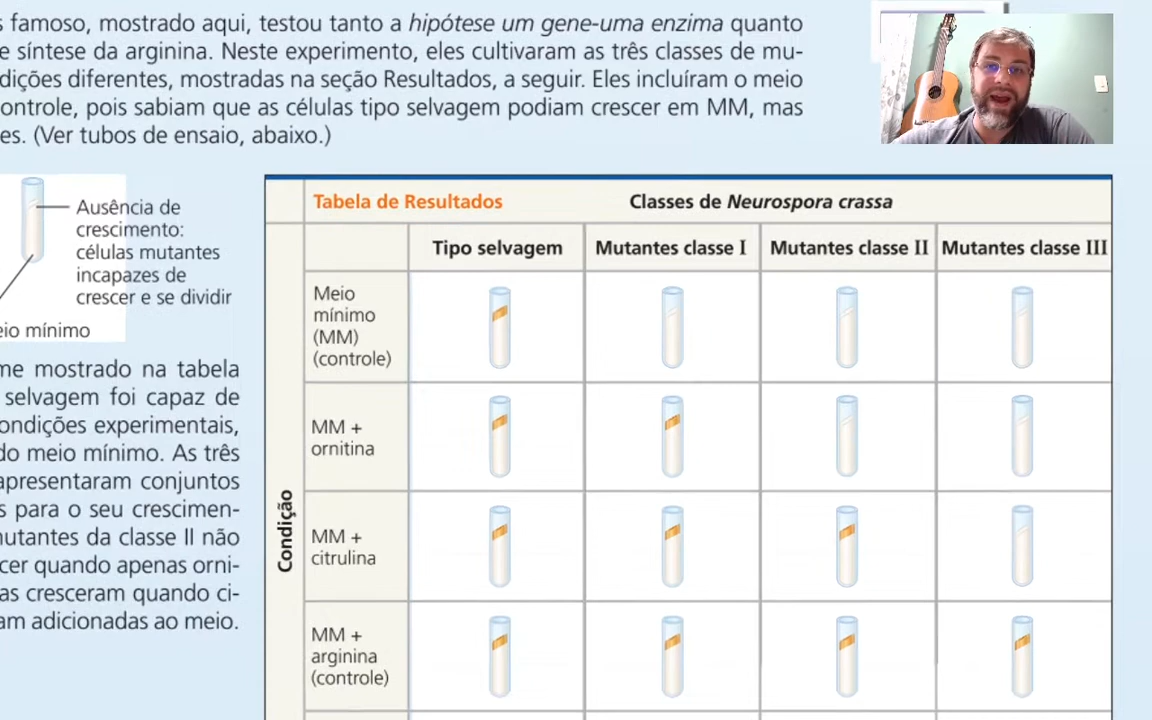 s famoso, mostrado aqui, testou tanto a hipótese um gene-uma enzima quanto
e síntese da arginina. Neste experimento, eles cultivaram as três classes de mu-
dições diferentes, mostradas na seção Resultados, a seguir. Eles incluíram o meio
ontrole, pois sabiam que as células tipo selvagem podiam crescer em MM, mas
es. (Ver tubos de ensaio, abaixo.)
Ausência de
crescimento:
células mutantes
incapazes de
crescer e se dividir
eio mínimo
me mostrado na tabela
selvagem foi capaz de
ondições experimentais,
do meio mínimo. As três
apresentaram conjuntos
s para o seu crescimen-
nutantes da classe II não
cer quando apenas orni-
as cresceram quando ci-
am adicionadas ao meio.
Tabela de Resultados
Classes de Neurospora crassa
Tipo selvagem
Mutantes classe I
Mutantes classe II
Mutantes classe III
Condição
Meio
mínimo
(MM)
(controle)
MM +
ornitina
MM +
citrulina
MM +
arginina
(controle)